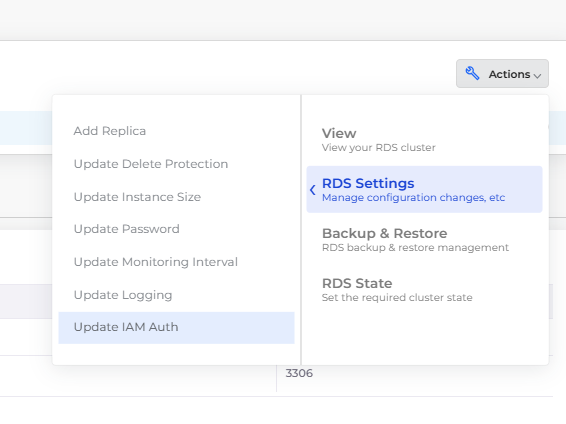 Actions
Add Replica
Update Delete Protection
Update Instance Size
Update Password
Update Monitoring Interval
Update Logging
Update IAM Auth
View
View your RDS cluster
RDS Settings
Manage configuration changes, etc
Backup & Restore
RDS backup & restore management
RDS State
Set the required cluster state
3306